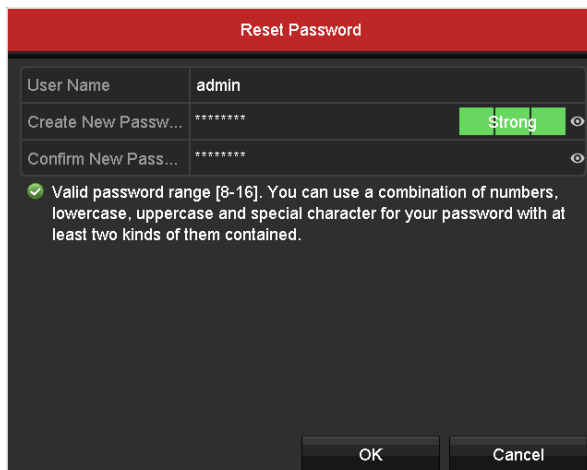 Reset Password
User Name admin
Create New Passw... ******** Strong
Confirm New Pass... ********
Valid password range [8-16]. You can use a combination of numbers,
lowercase, uppercase and special character for your password with at
least two kinds of them contained.
OK Cancel